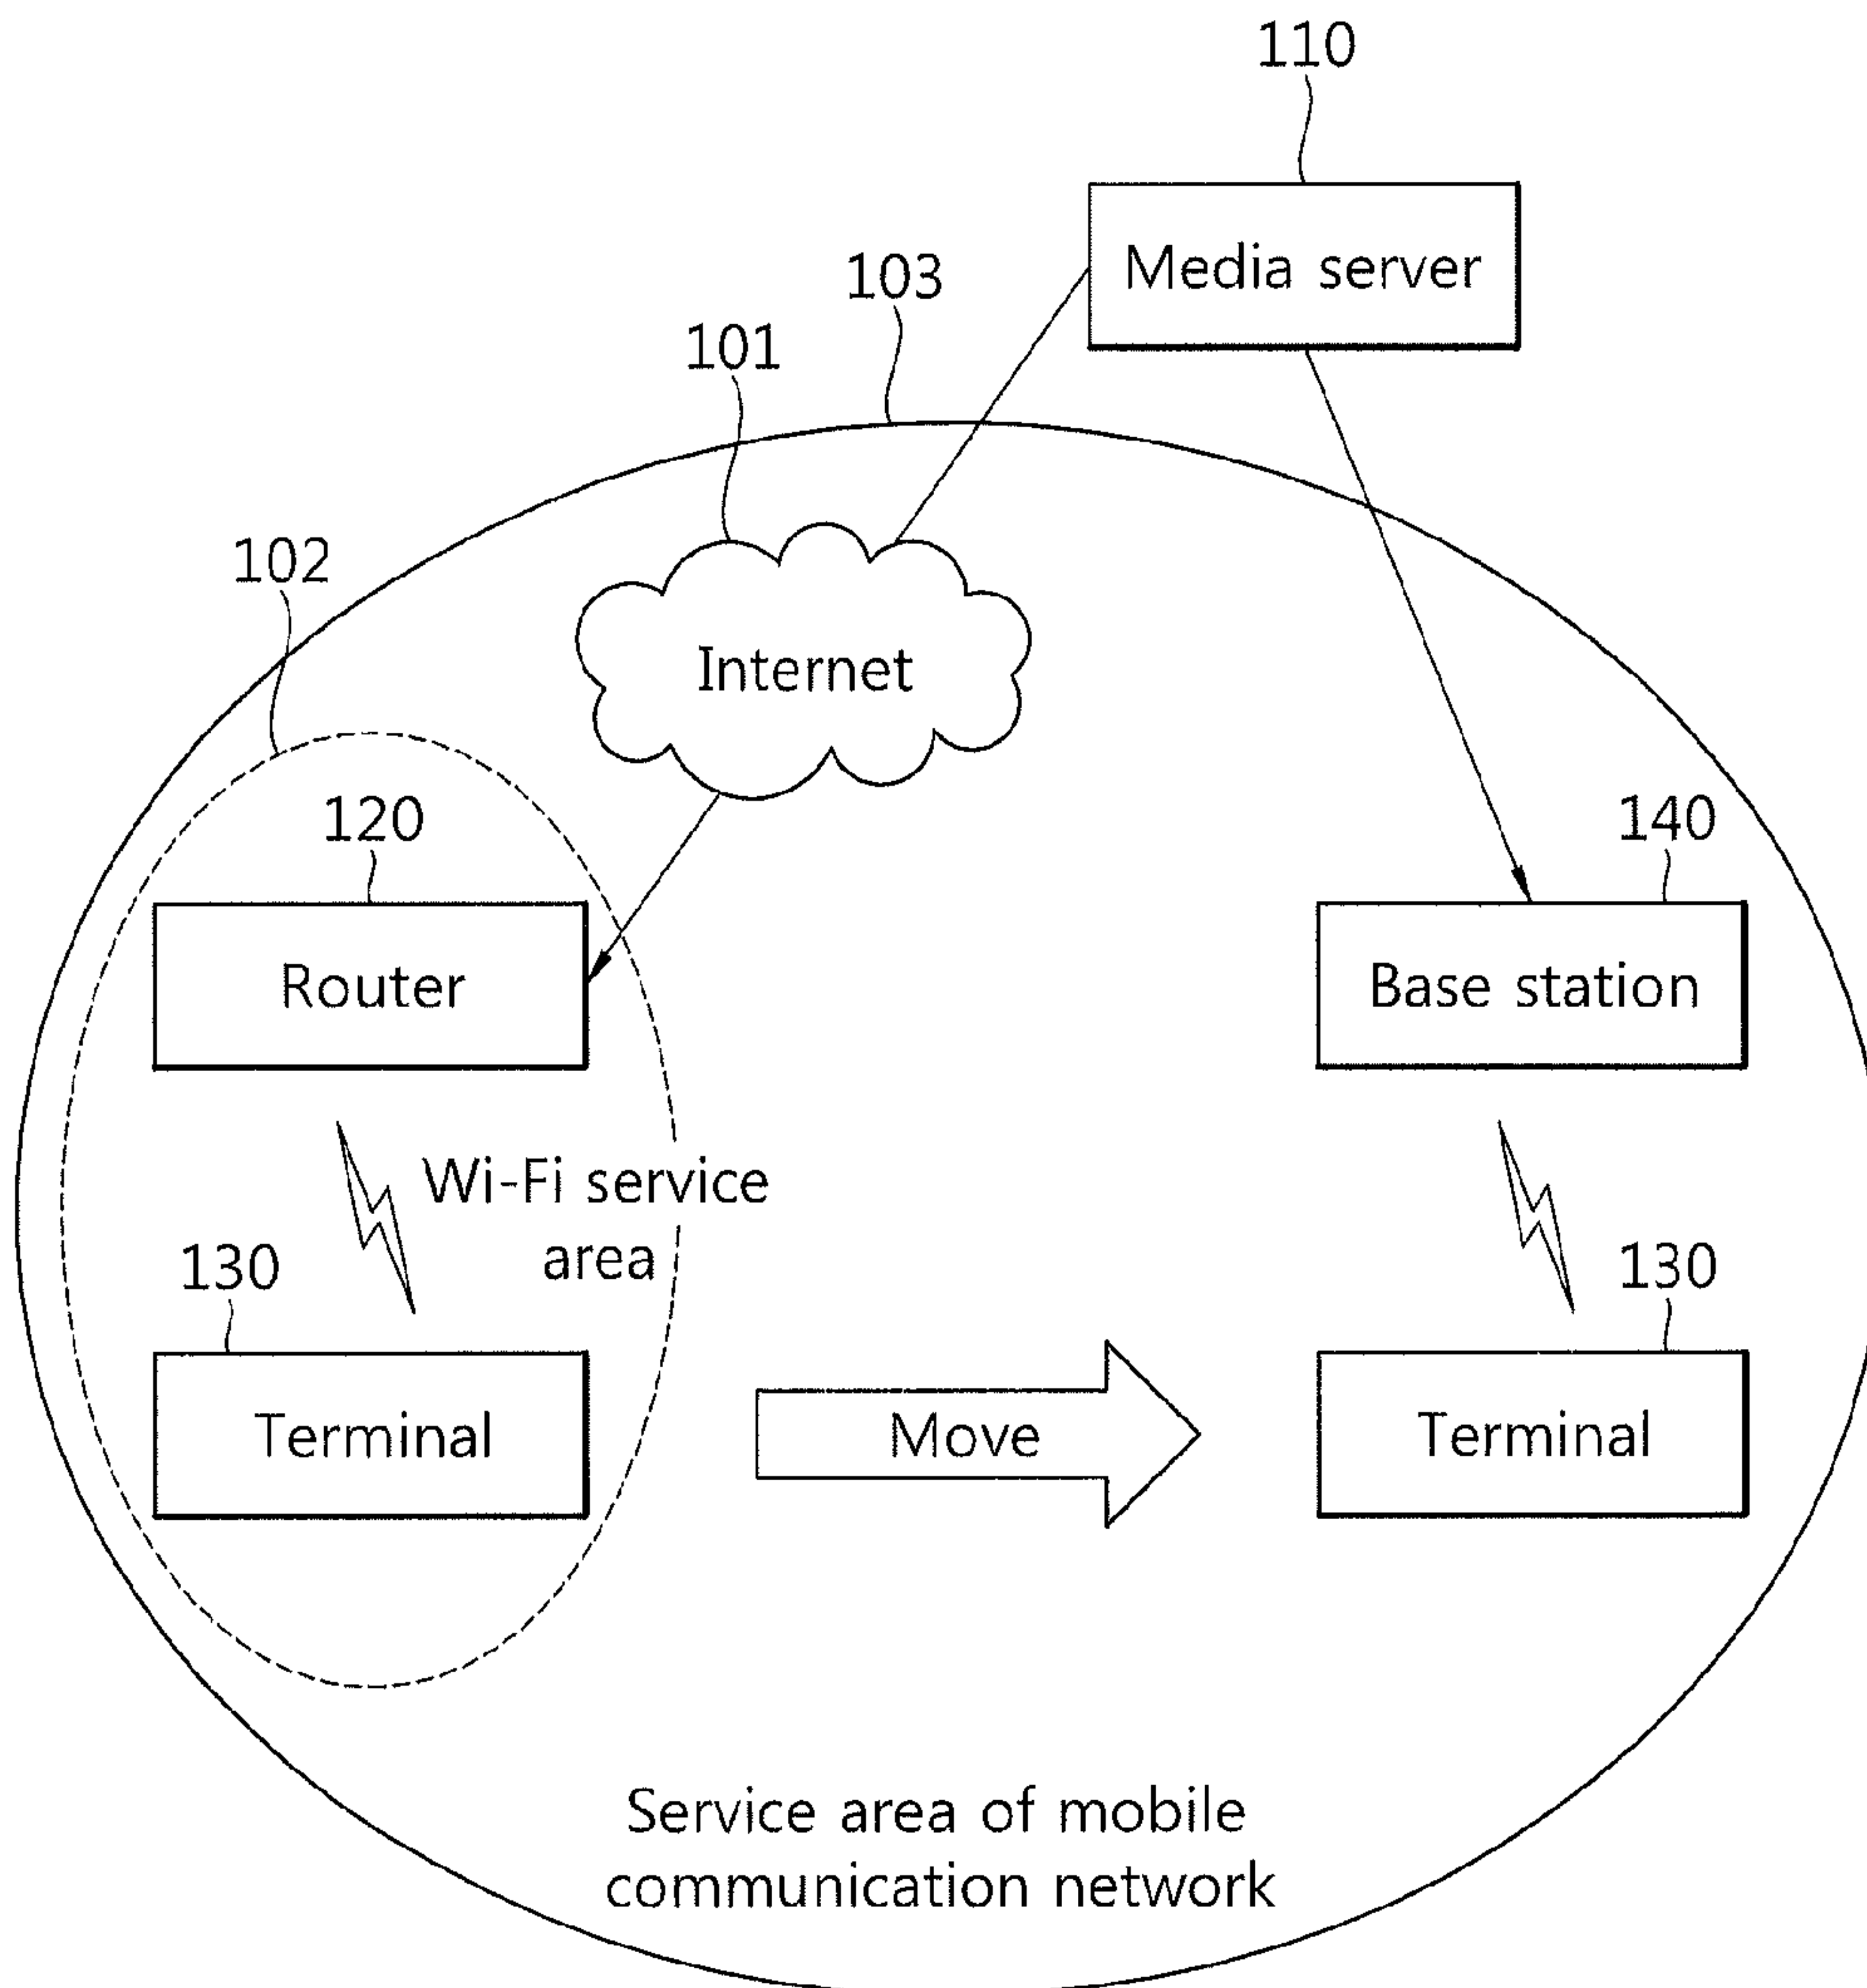 110
Media server
103
101
102
Internet
120
140
Router
Base station
Wi-Fi service
area
130
130
Terminal
Move
Terminal
Service area of mobile
communication network